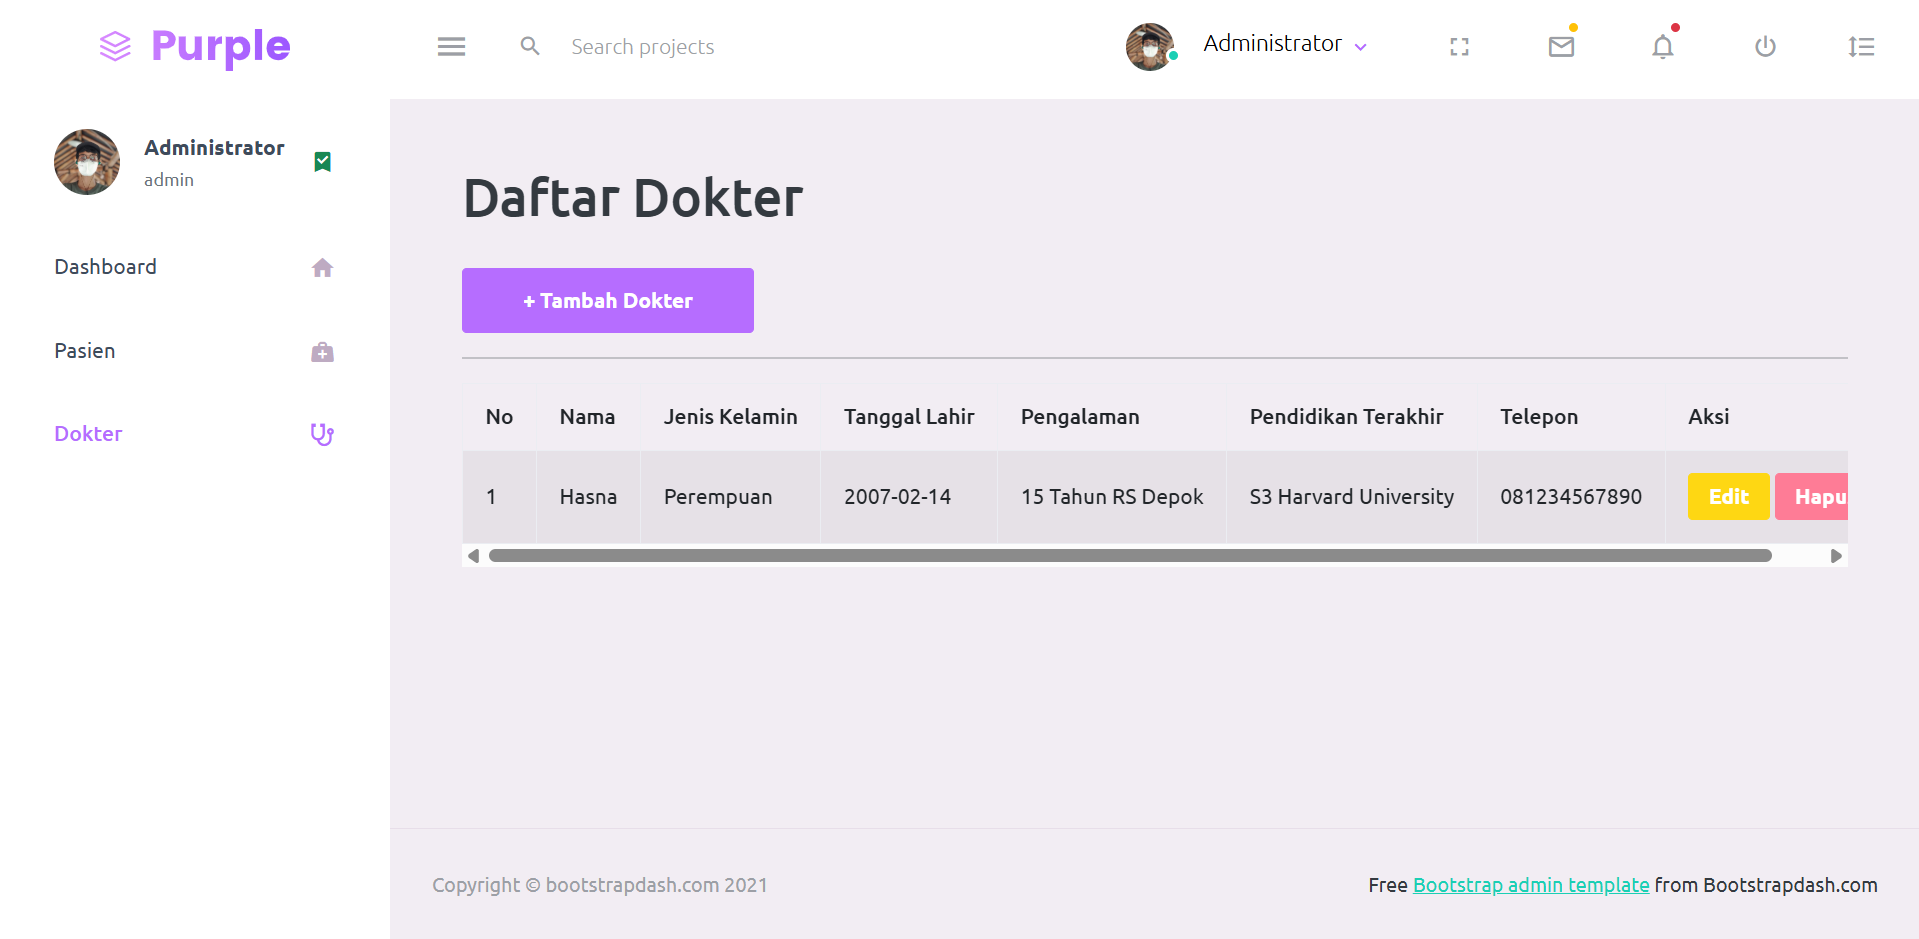 Purple
Search projects
Administrator
Administrator
admin
Dashboard
Pasien
Dokter
Daftar Dokter
+ Tambah Dokter
No Nama Jenis Kelamin Tanggal Lahir Pengalaman Pendidikan Terakhir Telepon Aksi
1 Hasna Perempuan 2007-02-14 15 Tahun RS Depok S3 Harvard University 081234567890 Edit Hapu
Copyright © bootstrapdash.com 2021
Free Bootstrap admin template from Bootstrapdash.com